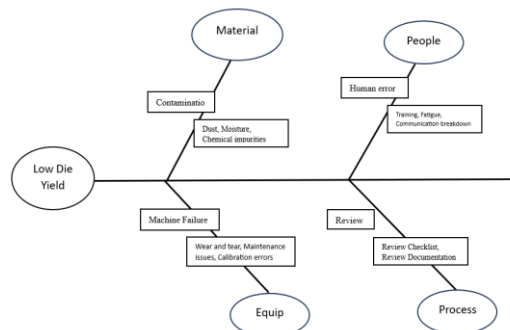 Material
People
Contaminatio
Human error
Dust, Moisture,
Chemical impurities
Training, Fatigue,
Communication breakdown
Low Die
Yield
Machine Failure
Review
Wear and tear, Maintenance
issues, Calibration errors
Review Checklist,
Review Documentation
Equip
Process